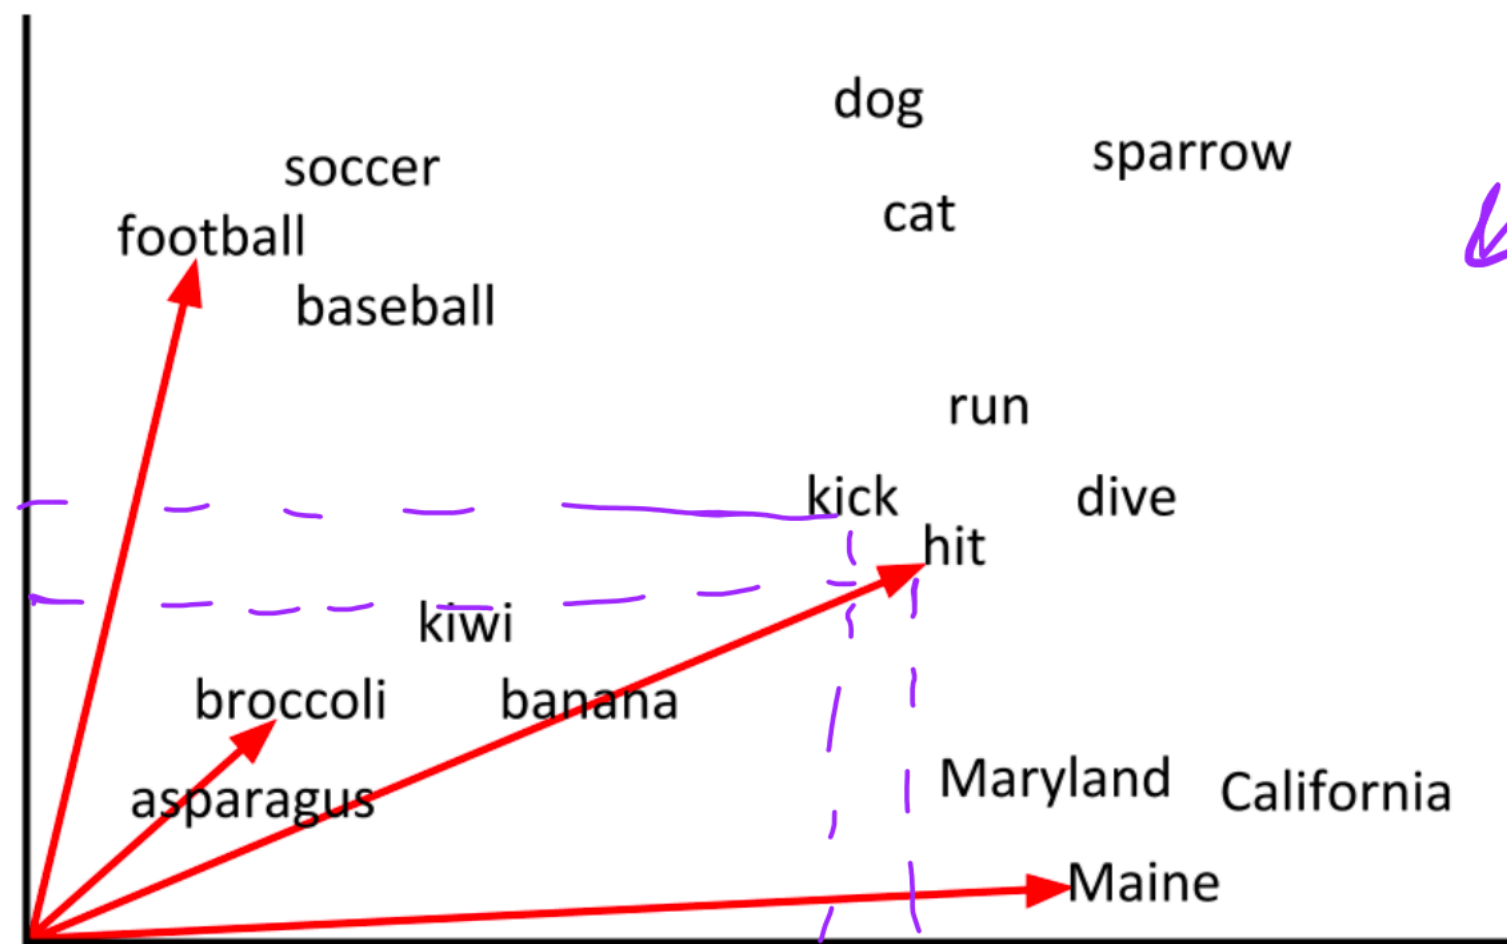 dog
sparrow
soccer
cat
football
baseball
run
kick
dive
hit
kiwi
broccoli
banana
Maryland
California
asparagus
Maine